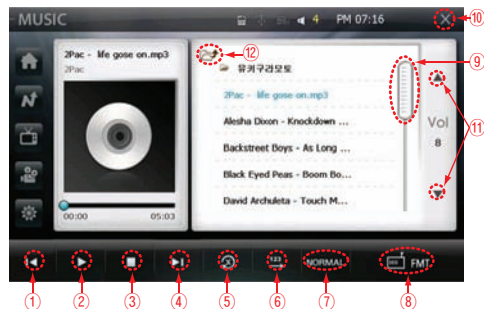 MUSIC
4 PM 07:16
⑩
2Pac - life gose on.mp3
2Pac
00:00 05:03
⑫
유키구라모토
2Pac - life gose on.mp3
Alesha Dixon - Knockdown ...
Backstreet Boys - As Long ...
Black Eyed Peas - Boom Bo...
David Archuleta - Touch M...
⑨
Vol
8
⑪
123
NORMAL
FMT
① ② ③ ④ ⑤ ⑥ ⑦ ⑧